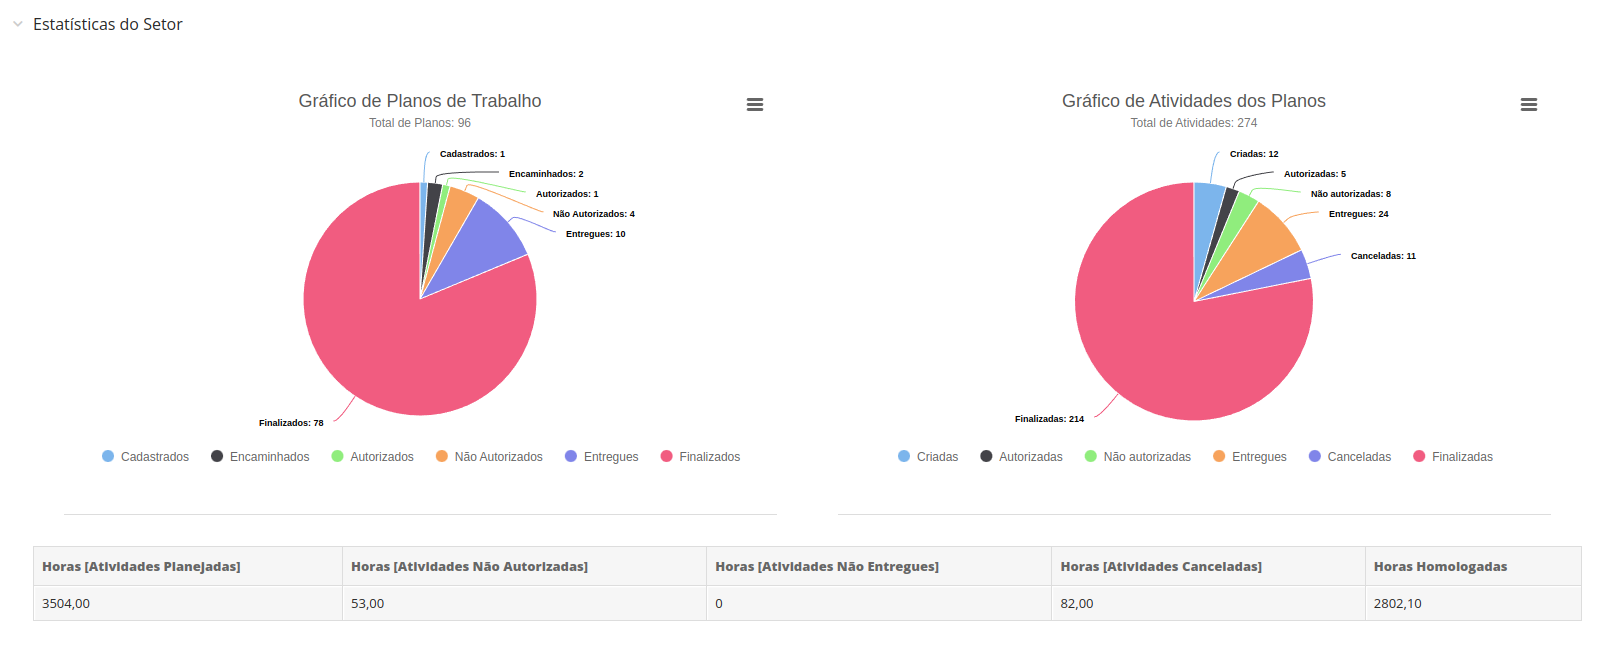 Estatísticas do Setor
Gráfico de Planos de Trabalho
Total de Planos: 96
Cadastrados: 1
Encaminhados: 2
Autorizados: 1
Não Autorizados: 4
Entregues: 10
Finalizados: 78
Cadastrados Encaminhados Autorizados Não Autorizados Entregues Finalizados
Gráfico de Atividades dos Planos
Total de Atividades: 274
Criadas: 12
Autorizadas: 5
Não autorizadas: 8
Entregues: 24
Canceladas: 11
Finalizadas: 214
Criadas Autorizadas Não autorizadas Entregues Canceladas Finalizadas
Horas [Atividades Planejadas] Horas [Atividades Não Autorizadas] Horas [Atividades Não Entregues] Horas [Atividades Canceladas] Horas Homologadas
3504,00 53,00 0 82,00 2802,10